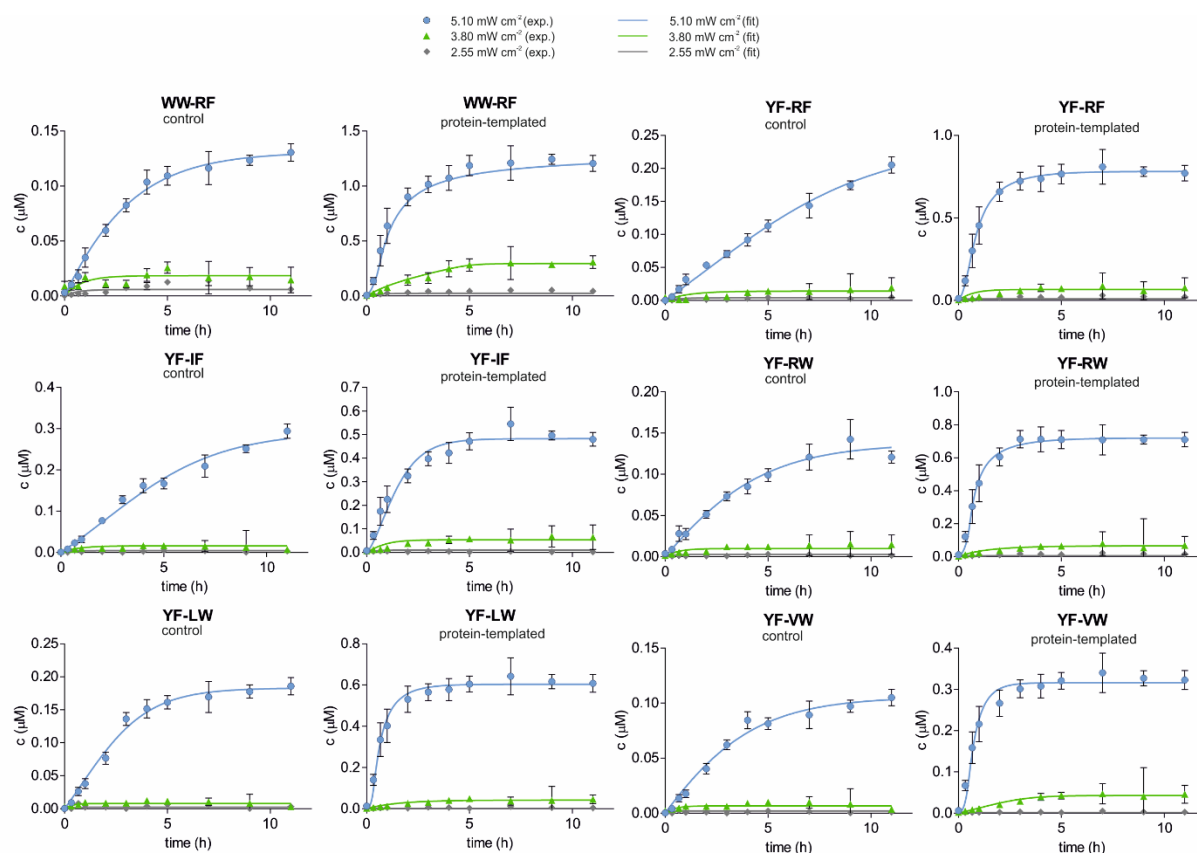 5.10 mW cm⁻² (exp.) 5.10 mW cm⁻² (fit)
3.80 mW cm⁻² (exp.) 3.80 mW cm⁻² (fit)
2.55 mW cm⁻² (exp.) 2.55 mW cm⁻² (fit)
WW-RF
control
0.15
0.10
0.05
0.00
c (µM)
0 5 10
time (h)
WW-RF
protein-templated
1.5
1.0
0.5
0.0
c (µM)
0 5 10
time (h)
YF-RF
control
0.25
0.20
0.15
0.10
0.05
0.00
c (µM)
0 5 10
time (h)
YF-RF
protein-templated
1.0
0.5
0.0
c (µM)
0 5 10
time (h)
YF-IF
control
0.4
0.3
0.2
0.1
0.0
c (µM)
0 5 10
time (h)
YF-IF
protein-templated
0.7
0.6
0.5
0.4
0.3
0.2
0.1
0.0
c (µM)
0 5 10
time (h)
YF-RW
control
0.20
0.15
0.10
0.05
0.00
c (µM)
0 5 10
time (h)
YF-RW
protein-templated
1.0
0.8
0.6
0.4
0.2
0.0
c (µM)
0 5 10
time (h)
YF-LW
control
0.25
0.20
0.15
0.10
0.05
0.00
c (µM)
0 5 10
time (h)
YF-LW
protein-templated
0.8
0.6
0.4
0.2
0.0
c (µM)
0 5 10
time (h)
YF-VW
control
0.15
0.10
0.05
0.00
c (µM)
0 5 10
time (h)
YF-VW
protein-templated
0.4
0.3
0.2
0.1
0.0
c (µM)
0 5 10
time (h)